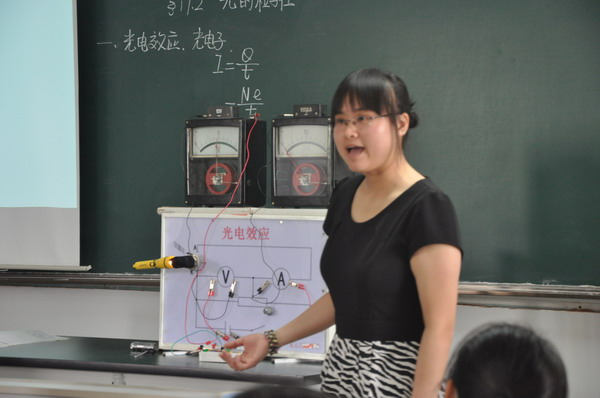 §17.2 光的粒子性
一、光电效应、光电子
I=Q/t
=Ne/t
光电效应
V
A